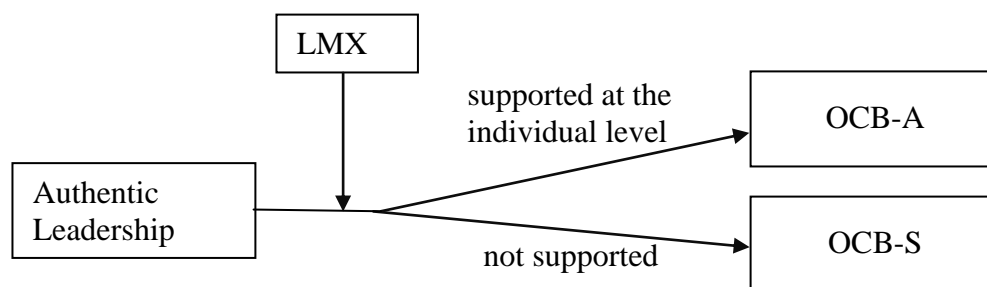 LMX
supported at the
individual level
OCB-A
Authentic
Leadership
not supported
OCB-S